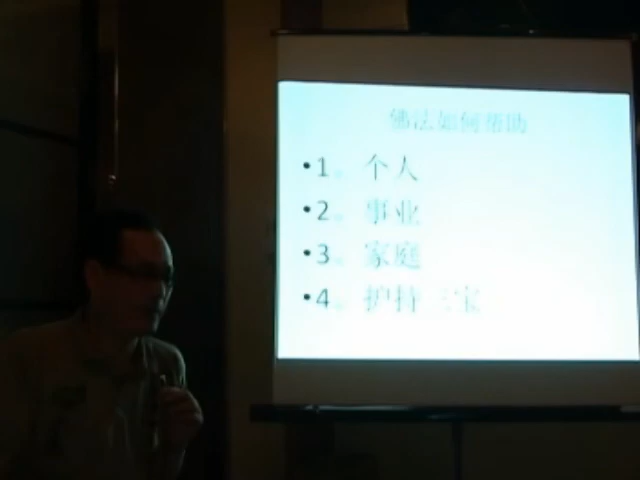 佛法如何帮助
•1。个人
•2。事业
•3。家庭
•4。护持三宝